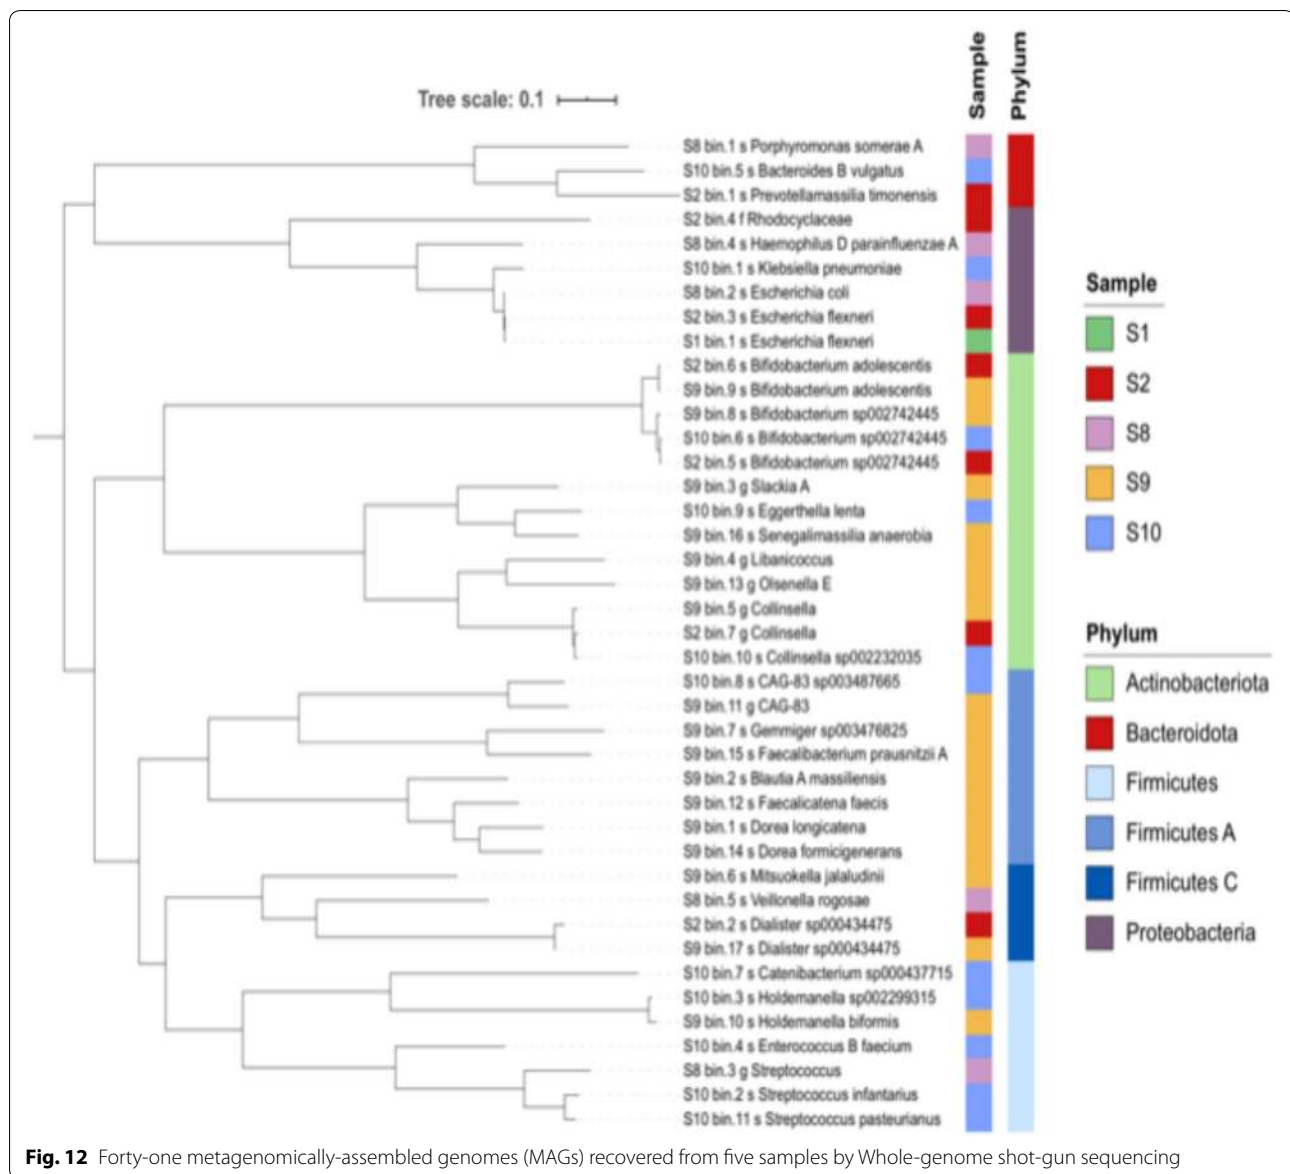 Sample
Phylum
Tree scale: 0.1
S8 bin.1 s Porphyromonas somerae A
S10 bin.5 s Bacteroides B vulgatus
S2 bin.1 s Prevotellamassilia timonensis
S2 bin.4 f Rhodocyclaceae
S8 bin.4 s Haemophilus D parainfluenzae A
S10 bin.1 s Klebsiella pneumoniae
S8 bin.2 s Escherichia coli
S2 bin.3 s Escherichia flexneri
S1 bin.1 s Escherichia flexneri
S2 bin.6 s Bifidobacterium adolescentis
S9 bin.9 s Bifidobacterium adolescentis
S9 bin.8 s Bifidobacterium sp002742445
S10 bin.6 s Bifidobacterium sp002742445
S2 bin.5 s Bifidobacterium sp002742445
S9 bin.3 g Slackia A
S10 bin.9 s Eggerthella lenta
S9 bin.16 s Senegalimassilia anaerobia
S9 bin.4 g Libanicoccus
S9 bin.13 g Olsenella E
S9 bin.5 g Collinsella
S2 bin.7 g Collinsella
S10 bin.10 s Collinsella sp002232035
S10 bin.8 s CAG-83 sp003487665
S9 bin.11 g CAG-83
S9 bin.7 s Gemmiger sp003476825
S9 bin.15 s Faecalibacterium prausnitzii A
S9 bin.2 s Blautia A massiliensis
S9 bin.12 s Faecalicatena faecis
S9 bin.1 s Dorea longicatena
S9 bin.14 s Dorea formicigenerans
S9 bin.6 s Mitsuokella jalaludinii
S8 bin.5 s Veillonella rogosae
S2 bin.2 s Dialister sp000434475
S9 bin.17 s Dialister sp000434475
S10 bin.7 s Catenibacterium sp000437715
S10 bin.3 s Holdemanella sp002299315
S9 bin.10 s Holdemanella biformis
S10 bin.4 s Enterococcus B faecium
S8 bin.3 g Streptococcus
S10 bin.2 s Streptococcus infantarius
S10 bin.11 s Streptococcus pasteurianus
Sample
S1
S2
S8
S9
S10
Phylum
Actinobacteriota
Bacteroidota
Firmicutes
Firmicutes A
Firmicutes C
Proteobacteria
Fig. 12 Forty-one metagenomically-assembled genomes (MAGs) recovered from five samples by Whole-genome shot-gun sequencing